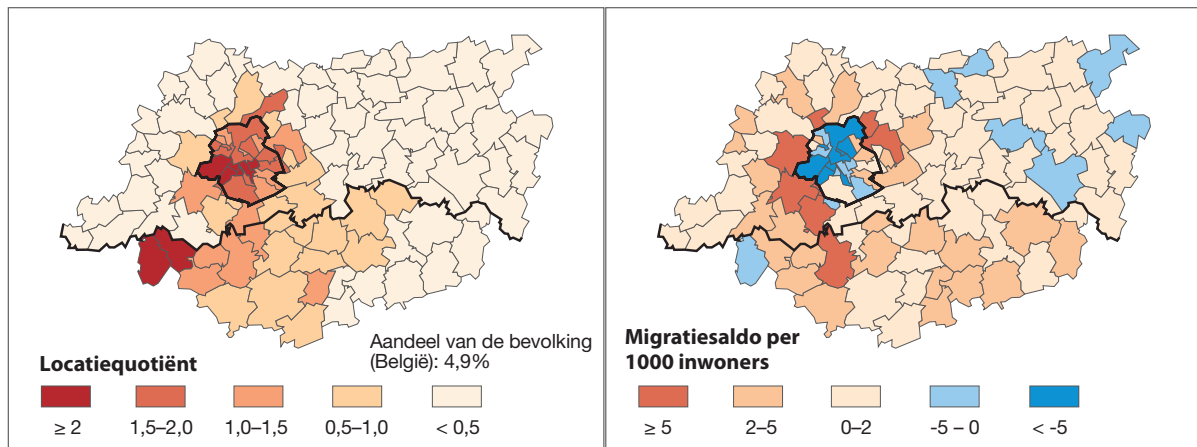 Locatiequotiënt
Aandeel van de bevolking
(België): 4,9%
≥ 2
1,5–2,0
1,0–1,5
0,5–1,0
< 0,5
Migratiesaldo per
1000 inwoners
≥ 5
2–5
0–2
-5 – 0
< -5